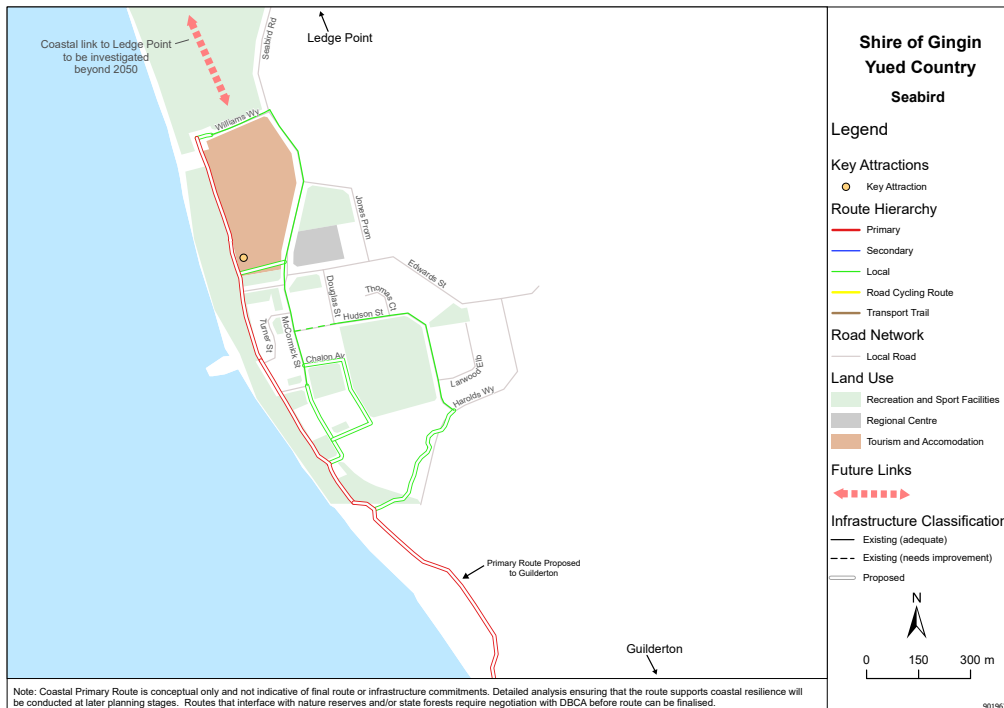 Coastal link to Ledge Point
to be investigated
beyond 2050
Seabird Rd
Ledge Point
Williams Wy
Jones Prom
Edwards St
Douglas St
Thomas Ct
Hudson St
Turner St
McCormick St
Chalon Av
Larwood Elb
Harolds Wy
Primary Route Proposed
to Guilderton
Guilderton
Shire of Gingin
Yued Country
Seabird
Legend
Key Attractions
Key Attraction
Route Hierarchy
Primary
Secondary
Local
Road Cycling Route
Transport Trail
Road Network
Local Road
Land Use
Recreation and Sport Facilities
Regional Centre
Tourism and Accomodation
Future Links
Infrastructure Classification
Existing (adequate)
Existing (needs improvement)
Proposed
N
0 150 300 m
Note: Coastal Primary Route is conceptual only and not indicative of final route or infrastructure commitments. Detailed analysis ensuring that the route supports coastal resilience will
be conducted at later planning stages. Routes that interface with nature reserves and/or state forests require negotiation with DBCA before route can be finalised.
90196